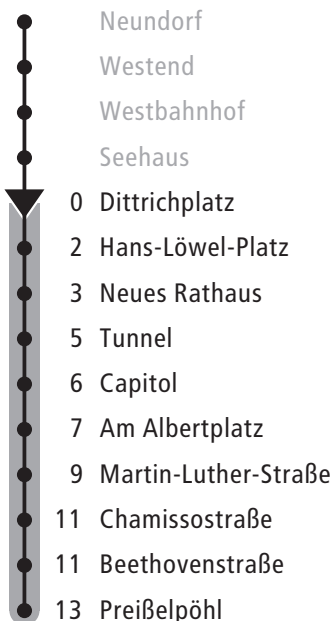 Neundorf
Westend
Westbahnhof
Seehaus
0 Dittrichplatz
2 Hans-Löwel-Platz
3 Neues Rathaus
5 Tunnel
6 Capitol
7 Am Albertplatz
9 Martin-Luther-Straße
11 Chamissostraße
11 Beethovenstraße
13 Preißelpöhl